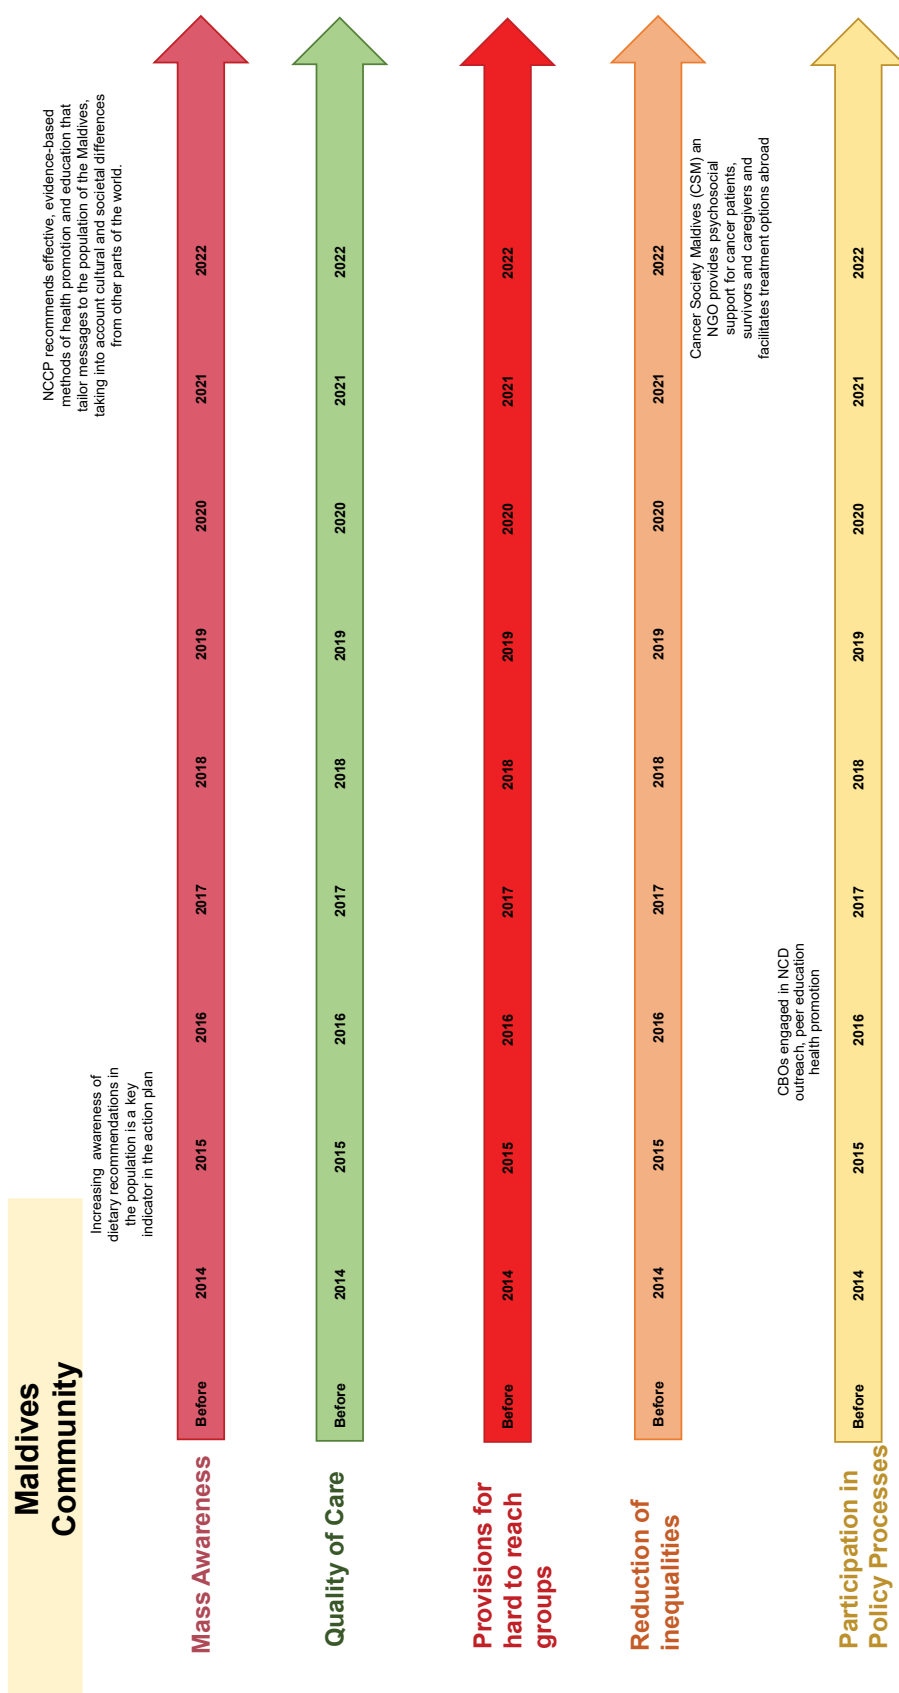 Maldives
Community
NCCP recommends effective, evidence-based
methods of health promotion and education that
tailor messages to the population of the Maldives,
taking into account cultural and societal differences
from other parts of the world.
Increasing awareness of
dietary recommendations in
the population is a key
indicator in the action plan
Mass Awareness
Before 2014 2015 2016 2017 2018 2019 2020 2021 2022
Quality of Care
Before 2014 2015 2016 2017 2018 2019 2020 2021 2022
Provisions for
hard to reach
groups
Before 2014 2015 2016 2017 2018 2019 2020 2021 2022
Reduction of
inequalities
Before 2014 2015 2016 2017 2018 2019 2020 2021 2022
Cancer Society Maldives (CSM) an
NGO provides psychosocial
support for cancer patients,
survivors and caregivers and
facilitates treatment options abroad
CBOs engaged in NCD
outreach, peer education
health promotion
Participation in
Policy Processes
Before 2014 2015 2016 2017 2018 2019 2020 2021 2022